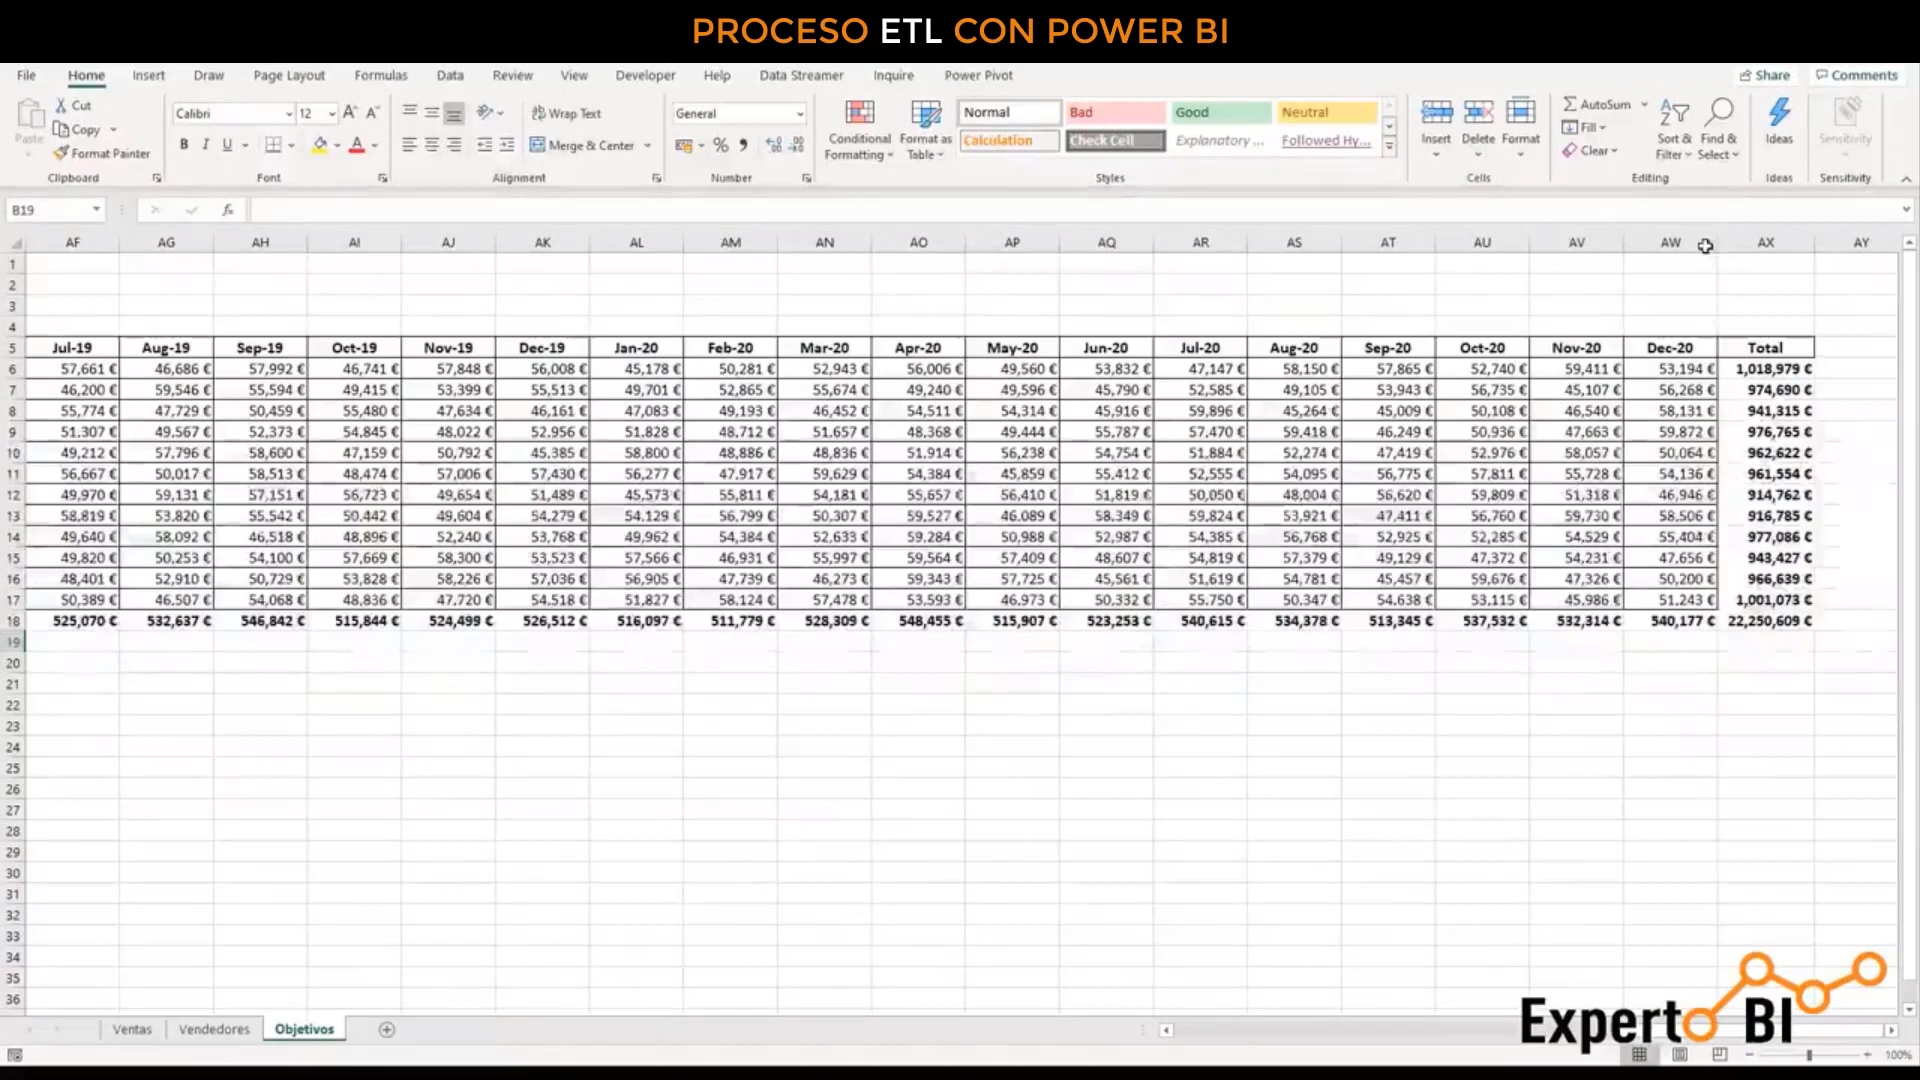 PROCESO ETL CON POWER BI
File Home Insert Draw Page Layout Formulas Data Review View Developer Help Data Streamer Inquire Power Pivot Share Comments
Cut
Copy
Format Painter
Paste
Clipboard
Calibri 12
B I U
Font
Wrap Text
Merge & Center
Alignment
General
Number
Conditional Formatting
Format as Table
Normal Bad Good Neutral
Calculation Check Cell Explanatory ... Followed Hy...
Styles
Insert Delete Format
Cells
AutoSum
Fill
Clear
Sort & Filter
Find & Select
Editing
Ideas
Ideas
Sensitivity
Sensitivity
B19 fx
AF AG AH AI AJ AK AL AM AN AO AP AQ AR AS AT AU AV AW AX AY
1
2
3
4
5 Jul-19 Aug-19 Sep-19 Oct-19 Nov-19 Dec-19 Jan-20 Feb-20 Mar-20 Apr-20 May-20 Jun-20 Jul-20 Aug-20 Sep-20 Oct-20 Nov-20 Dec-20 Total
6 57,661 € 46,686 € 57,992 € 46,741 € 57,848 € 56,008 € 45,178 € 50,281 € 52,943 € 56,006 € 49,560 € 53,832 € 47,147 € 58,150 € 57,865 € 52,740 € 59,411 € 53,194 € 1,018,979 €
7 46,200 € 59,546 € 55,594 € 49,415 € 53,399 € 55,513 € 49,701 € 52,865 € 55,674 € 49,240 € 49,596 € 45,790 € 52,585 € 49,105 € 53,943 € 56,735 € 45,107 € 56,268 € 974,690 €
8 55,774 € 47,729 € 50,459 € 55,480 € 47,634 € 46,161 € 47,083 € 49,193 € 46,452 € 54,511 € 54,314 € 45,916 € 59,896 € 45,264 € 45,009 € 50,108 € 46,540 € 58,131 € 941,315 €
9 51,307 € 49,567 € 52,373 € 54,845 € 48,022 € 52,956 € 51,828 € 48,712 € 51,657 € 48,368 € 49,444 € 55,787 € 57,470 € 59,418 € 46,249 € 50,936 € 47,663 € 59,872 € 976,765 €
10 49,212 € 57,796 € 58,600 € 47,159 € 50,792 € 45,385 € 58,800 € 48,886 € 48,836 € 51,914 € 56,238 € 54,754 € 51,884 € 52,274 € 47,419 € 52,976 € 58,057 € 50,064 € 962,622 €
11 56,667 € 50,017 € 58,513 € 48,474 € 57,006 € 57,430 € 56,277 € 47,917 € 59,629 € 54,384 € 45,859 € 55,412 € 52,555 € 54,095 € 56,775 € 57,811 € 55,728 € 54,136 € 961,554 €
12 49,970 € 59,131 € 57,151 € 56,723 € 49,654 € 51,489 € 45,573 € 55,811 € 54,181 € 55,657 € 56,410 € 51,819 € 50,050 € 48,004 € 56,620 € 59,809 € 51,318 € 46,946 € 914,762 €
13 58,819 € 53,820 € 55,542 € 50,442 € 49,604 € 54,279 € 54,129 € 56,799 € 50,307 € 59,527 € 46,089 € 58,349 € 59,824 € 53,921 € 47,411 € 56,760 € 59,730 € 58,506 € 916,785 €
14 49,640 € 58,092 € 46,518 € 48,896 € 52,240 € 53,768 € 49,962 € 54,384 € 52,633 € 59,284 € 50,988 € 52,987 € 54,385 € 56,768 € 52,925 € 52,285 € 54,529 € 55,404 € 977,086 €
15 49,820 € 50,253 € 54,100 € 57,669 € 58,300 € 53,523 € 57,566 € 46,931 € 55,997 € 59,564 € 57,409 € 48,607 € 54,819 € 57,379 € 49,129 € 47,372 € 54,231 € 47,656 € 943,427 €
16 48,401 € 52,910 € 50,729 € 53,828 € 58,226 € 57,036 € 56,905 € 47,739 € 46,273 € 59,343 € 57,725 € 45,561 € 51,619 € 54,781 € 45,457 € 59,676 € 47,326 € 50,200 € 966,639 €
17 50,389 € 46,507 € 54,068 € 48,836 € 47,720 € 54,518 € 51,827 € 58,124 € 57,478 € 53,593 € 46,973 € 50,332 € 55,750 € 50,347 € 54,638 € 53,115 € 45,986 € 51,243 € 1,001,073 €
18 525,070 € 532,637 € 546,842 € 515,844 € 524,499 € 526,512 € 516,097 € 511,779 € 528,309 € 548,455 € 515,907 € 523,253 € 540,615 € 534,378 € 513,345 € 537,532 € 532,314 € 540,177 € 22,250,609 €
19
20
21
22
23
24
25
26
27
28
29
30
31
32
33
34
35
36
Experto BI
Ventas Vendedores Objetivos
100%